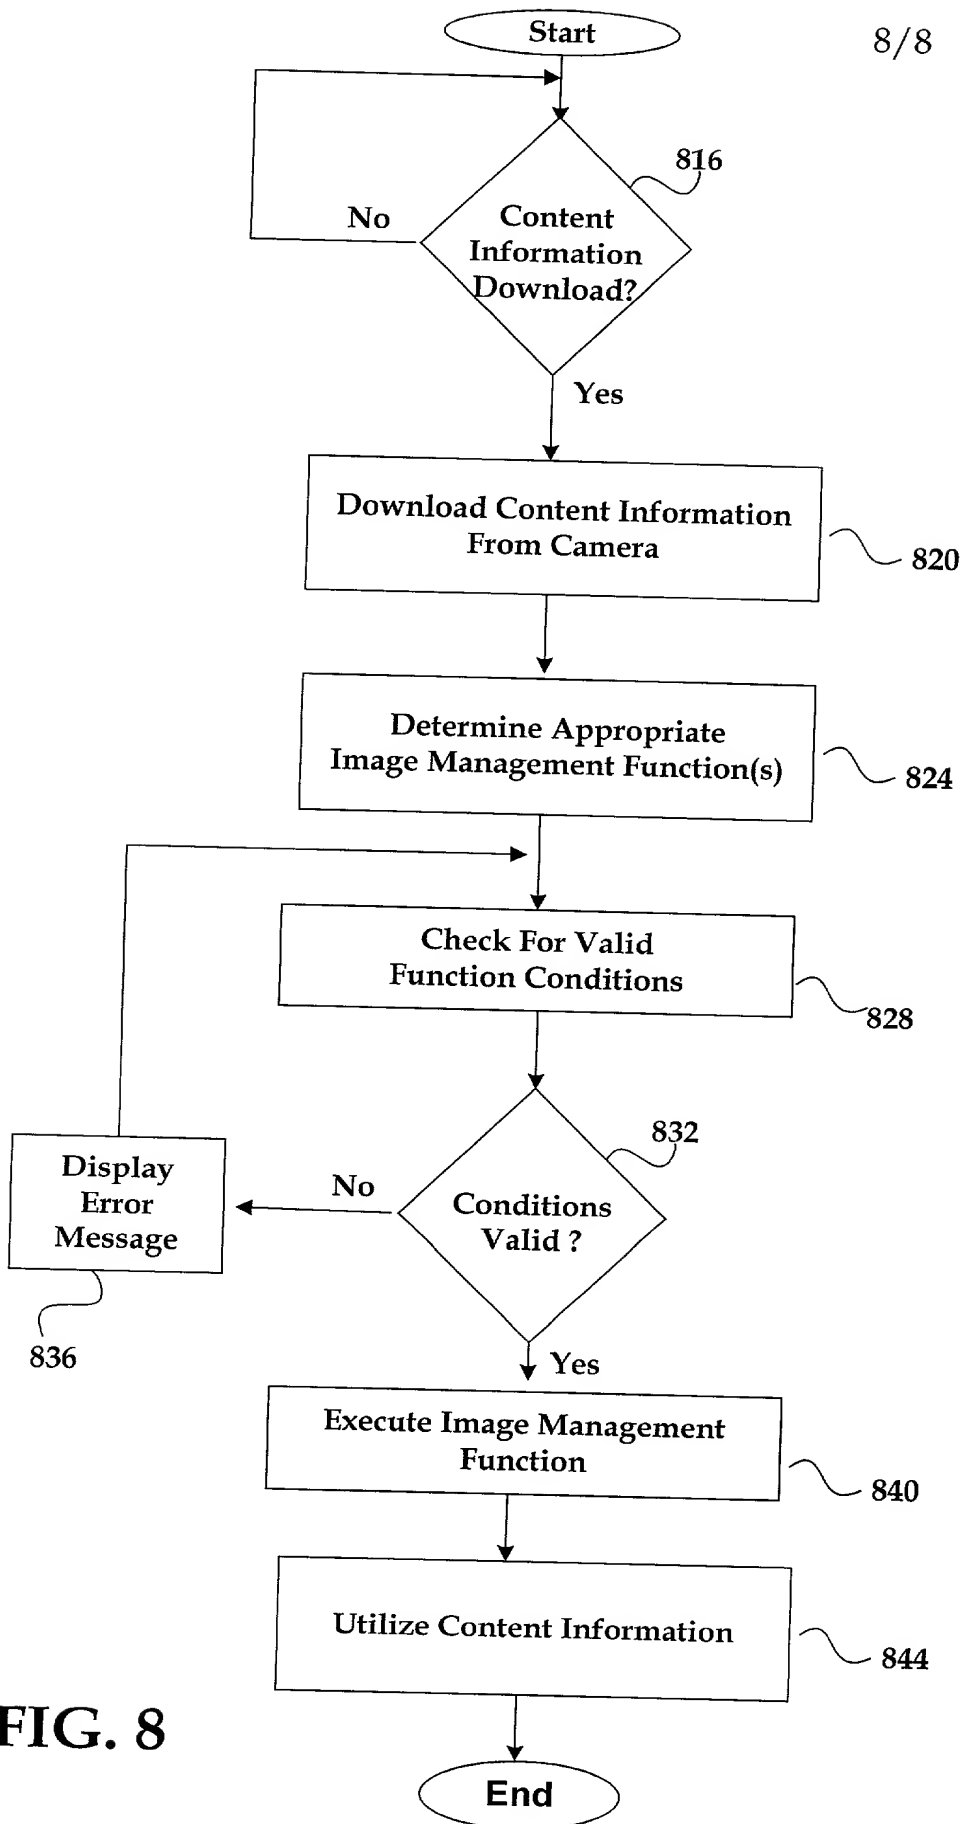 Start
8/8
816
No
Content
Information
Download?
Yes
Download Content Information
From Camera
820
Determine Appropriate
Image Management Function(s)
824
Check For Valid
Function Conditions
828
832
Display
Error
Message
No
Conditions
Valid ?
836
Yes
Execute Image Management
Function
840
Utilize Content Information
844
FIG. 8
End